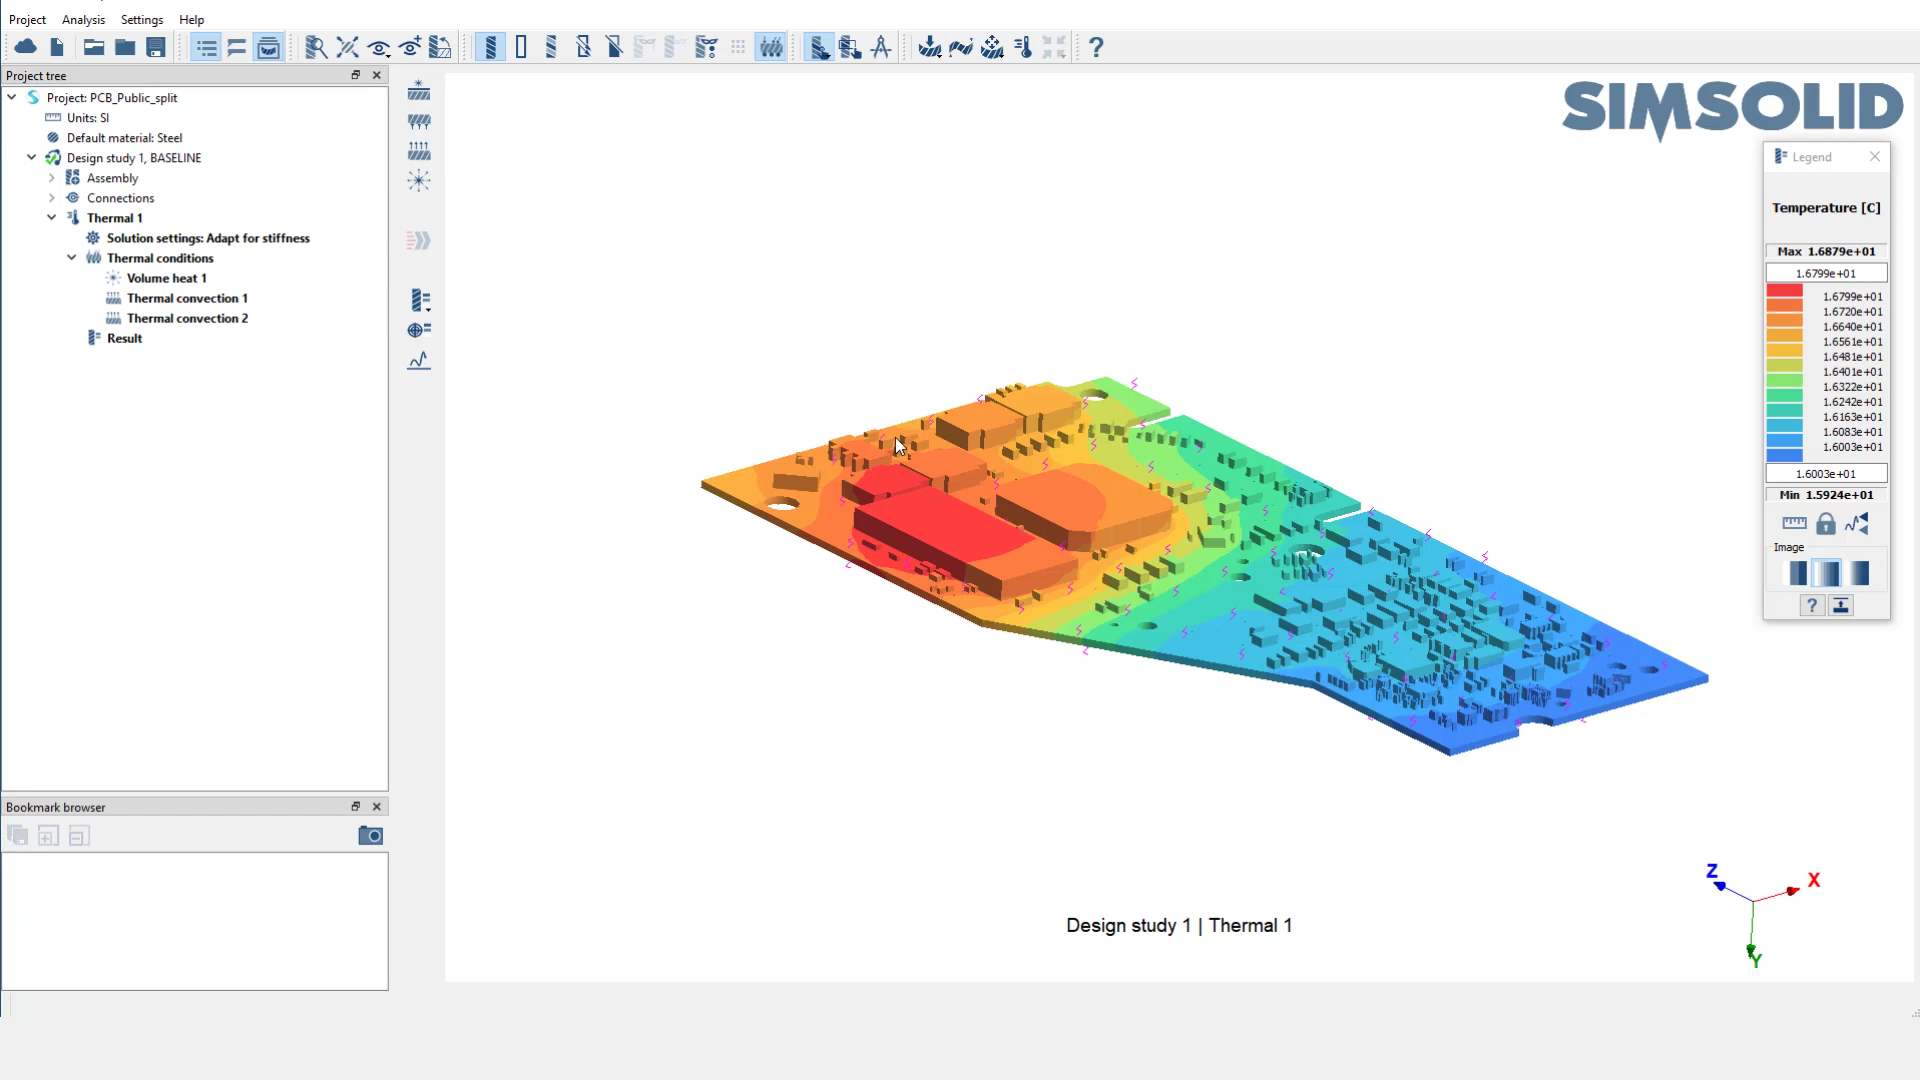 Project Analysis Settings Help
Project tree
Project: PCB_Public_split
Units: SI
Default material: Steel
Design study 1, BASELINE
Assembly
Connections
Thermal 1
Solution settings: Adapt for stiffness
Thermal conditions
Volume heat 1
Thermal convection 1
Thermal convection 2
Result
Bookmark browser
SIMSOLID
Legend
Temperature [C]
Max 1.6879e+01
1.6799e+01
1.6799e+01
1.6720e+01
1.6640e+01
1.6561e+01
1.6481e+01
1.6401e+01
1.6322e+01
1.6242e+01
1.6163e+01
1.6083e+01
1.6003e+01
1.6003e+01
Min 1.5924e+01
Image
?
Z
X
Y
Design study 1 | Thermal 1